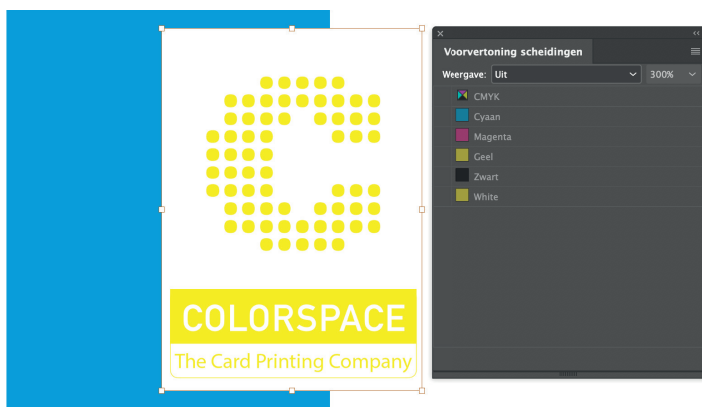 COLORSPACE
The Card Printing Company
Voorvertoning scheidingen
Weergave: Uit 300%
CMYK
Cyaan
Magenta
Geel
Zwart
White